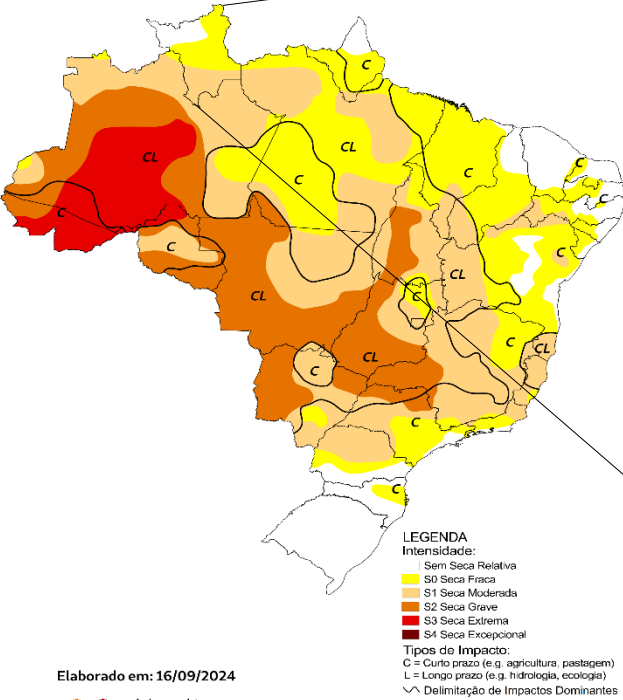 C
C
CL
CL
C
C
C
C
C
C
CL
C
CL
C
C
CL
CL
C
C
C
LEGENDA
Intensidade:
Sem Seca Relativa
S0 Seca Fraca
S1 Seca Moderada
S2 Seca Grave
S3 Seca Extrema
S4 Seca Excepcional
Tipos de Impacto:
C = Curto prazo (e.g. agricultura, pastagem)
L = Longo prazo (e.g. hidrologia, ecologia)
Delimitação de Impactos Dominantes
Elaborado em: 16/09/2024